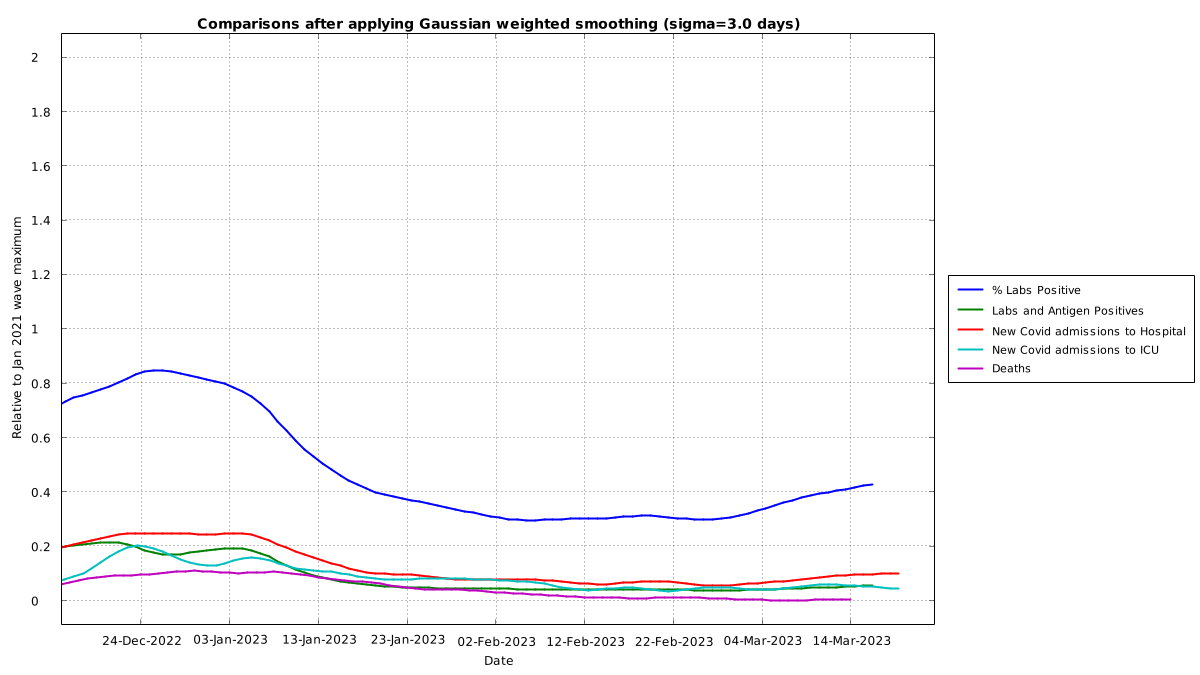 Comparisons after applying Gaussian weighted smoothing (sigma=3.0 days)
2
1.8
1.6
1.4
1.2
1
0.8
0.6
0.4
0.2
0
Relative to Jan 2021 wave maximum
24-Dec-2022 03-Jan-2023 13-Jan-2023 23-Jan-2023 02-Feb-2023 12-Feb-2023 22-Feb-2023 04-Mar-2023 14-Mar-2023
Date
% Labs Positive
Labs and Antigen Positives
New Covid admissions to Hospital
New Covid admissions to ICU
Deaths